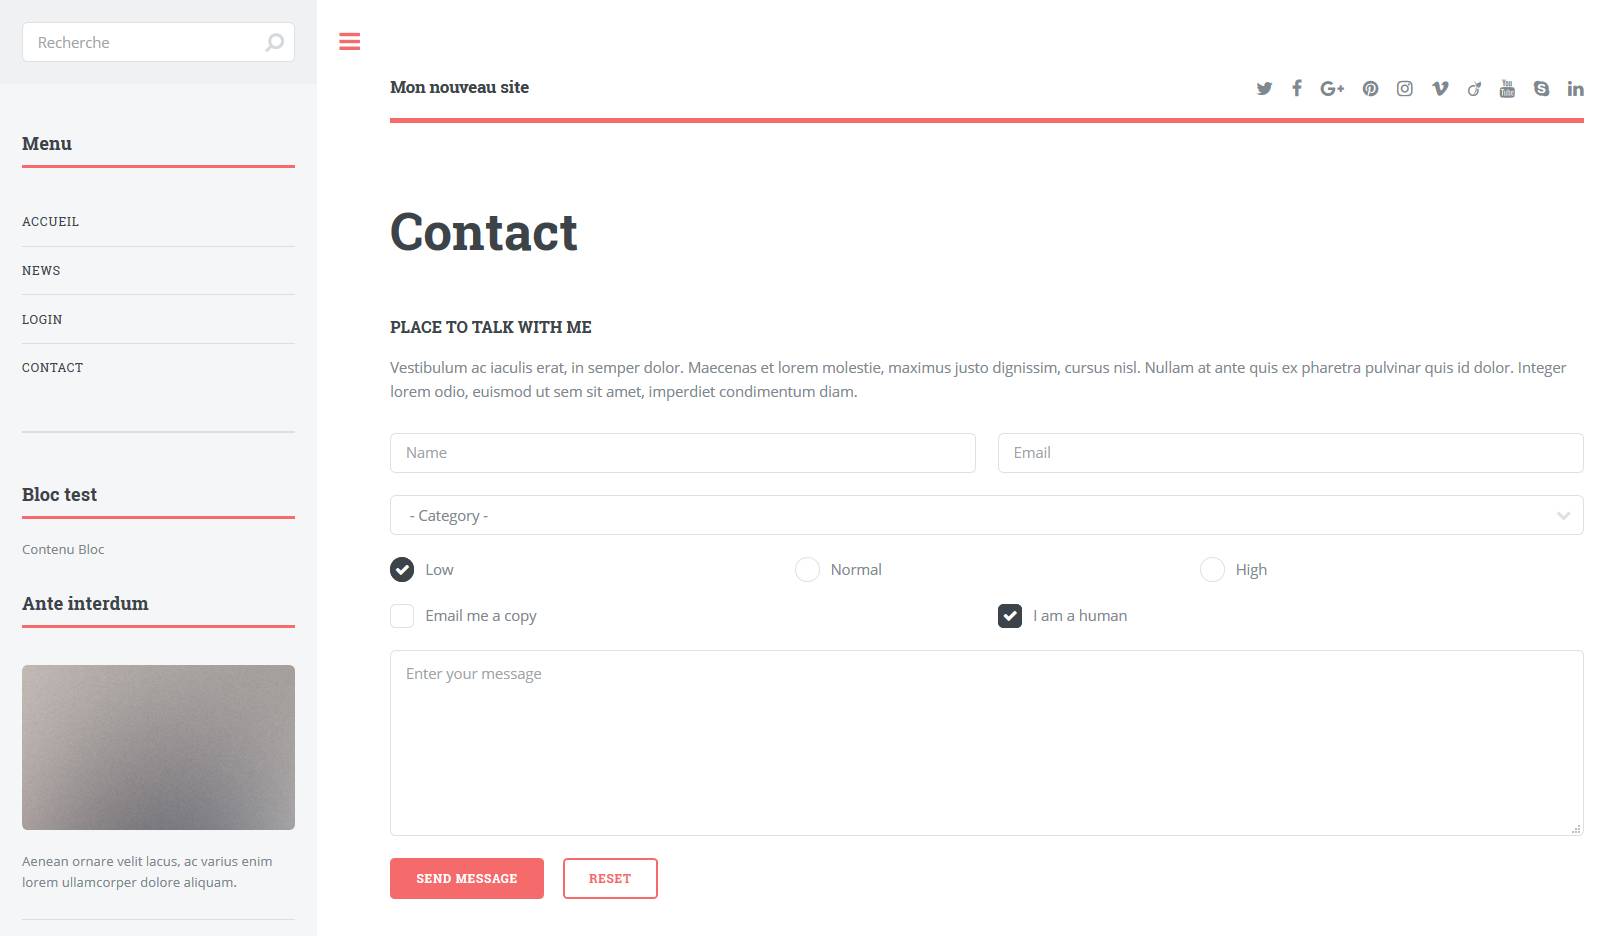 Recherche
Menu
ACCUEIL
NEWS
LOGIN
CONTACT
Bloc test
Contenu Bloc
Ante interdum
Aenean ornare velit lacus, ac varius enim
lorem ullamcorper dolore aliquam.
Mon nouveau site
Contact
PLACE TO TALK WITH ME
Vestibulum ac iaculis erat, in semper dolor. Maecenas et lorem molestie, maximus justo dignissim, cursus nisl. Nullam at ante quis ex pharetra pulvinar quis id dolor. Integer
lorem odio, euismod ut sem sit amet, imperdiet condimentum diam.
Name Email
- Category -
Low Normal High
Email me a copy I am a human
Enter your message
SEND MESSAGE RESET